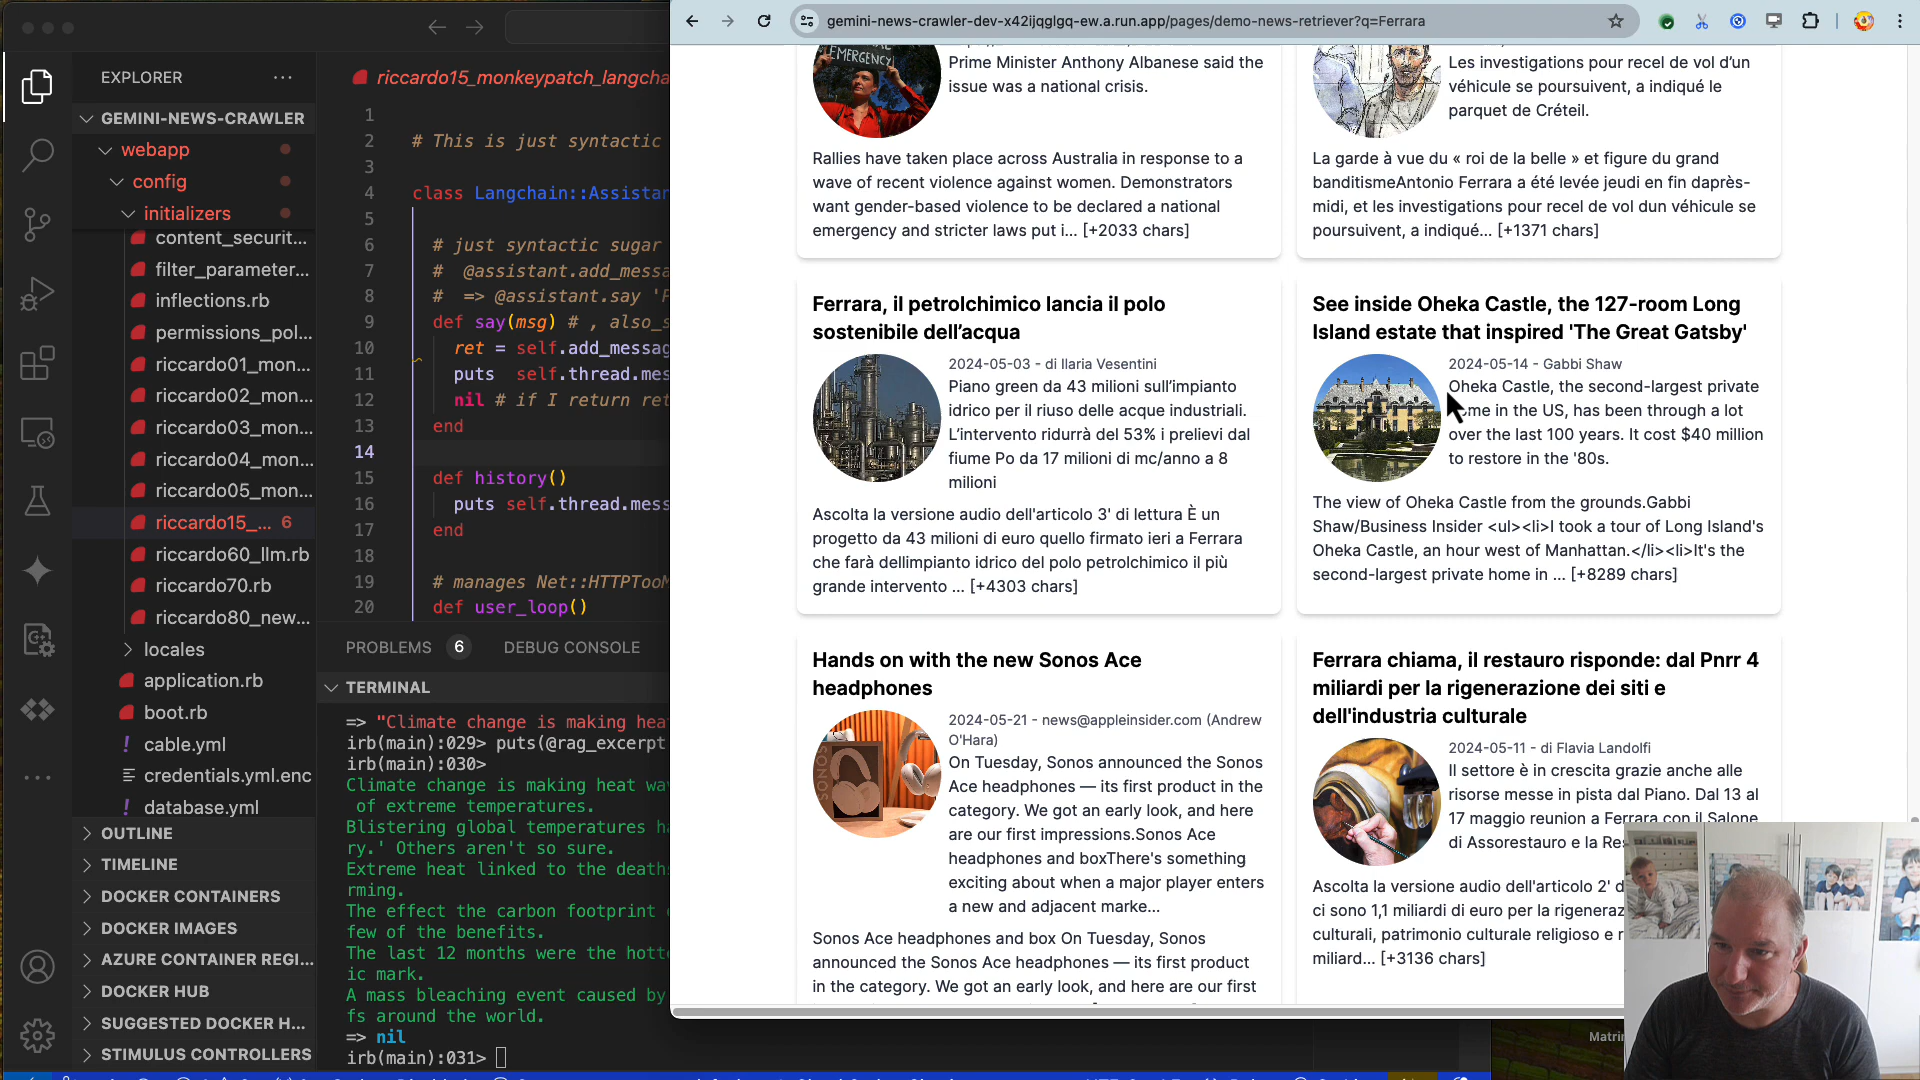 EXPLORER
GEMINI-NEWS-CRAWLER
webapp
config
initializers
content_securit...
filter_parameter...
inflections.rb
permissions_pol...
riccardo01_mon...
riccardo02_mon...
riccardo03_mon...
riccardo04_mon...
riccardo05_mon...
riccardo15_... 6
riccardo60_llm.rb
riccardo70.rb
riccardo80_new...
locales
application.rb
boot.rb
cable.yml
credentials.yml.enc
database.yml
OUTLINE
TIMELINE
DOCKER CONTAINERS
DOCKER IMAGES
AZURE CONTAINER REGI...
DOCKER HUB
SUGGESTED DOCKER H...
STIMULUS CONTROLLERS
riccardo15_monkeypatch_langcha
1
2 # This is just syntactic
3
4 class Langchain::Assistan
5
6 # just syntactic sugar
7 # @assistant.add_messa
8 # => @assistant.say 'P
9 def say(msg) # , also_s
10 ret = self.add_messag
11 puts self.thread.mes
12 nil # if I return ret
13 end
14
15 def history()
16 puts self.thread.mess
17 end
18
19 # manages Net::HTTPTooM
20 def user_loop()
PROBLEMS 6 DEBUG CONSOLE
TERMINAL
=> "Climate change is making hea
irb(main):029> puts(@rag_excerpt
irb(main):030>
Climate change is making heat wa
of extreme temperatures.
Blistering global temperatures h
ry.' Others aren't so sure.
Extreme heat linked to the deaths
rming.
The effect the carbon footprint
few of the benefits.
The last 12 months were the hott
ic mark.
A mass bleaching event caused by
fs around the world.
=> nil
irb(main):031>
gemini-news-crawler-dev-x42ijqglgq-ew.a.run.app/pages/demo-news-retriever?q=Ferrara
EMERGENCY
Prime Minister Anthony Albanese said the
issue was a national crisis.
Rallies have taken place across Australia in response to a
wave of recent violence against women. Demonstrators
want gender-based violence to be declared a national
emergency and stricter laws put i... [+2033 chars]
Les investigations pour recel de vol d'un
véhicule se poursuivent, a indiqué le
parquet de Créteil.
La garde à vue du « roi de la belle » et figure du grand
banditismeAntonio Ferrara a été levée jeudi en fin daprès-
midi, et les investigations pour recel de vol dun véhicule se
poursuivent, a indiqué... [+1371 chars]
Ferrara, il petrolchimico lancia il polo
sostenibile dell'acqua
2024-05-03 - di Ilaria Vesentini
Piano green da 43 milioni sull'impianto
idrico per il riuso delle acque industriali.
L'intervento ridurrà del 53% i prelievi dal
fiume Po da 17 milioni di mc/anno a 8
milioni
Ascolta la versione audio dell'articolo 3' di lettura È un
progetto da 43 milioni di euro quello firmato ieri a Ferrara
che farà dellimpianto idrico del polo petrolchimico il più
grande intervento ... [+4303 chars]
See inside Oheka Castle, the 127-room Long
Island estate that inspired 'The Great Gatsby'
2024-05-14 - Gabbi Shaw
Oheka Castle, the second-largest private
me in the US, has been through a lot
over the last 100 years. It cost $40 million
to restore in the '80s.
The view of Oheka Castle from the grounds.Gabbi
Shaw/Business Insider <ul><li>I took a tour of Long Island's
Oheka Castle, an hour west of Manhattan.</li><li>It's the
second-largest private home in ... [+8289 chars]
Hands on with the new Sonos Ace
headphones
2024-05-21 - news@appleinsider.com (Andrew
O'Hara)
SONOS
On Tuesday, Sonos announced the Sonos
Ace headphones — its first product in the
category. We got an early look, and here
are our first impressions.Sonos Ace
headphones and boxThere's something
exciting about when a major player enters
a new and adjacent marke...
Sonos Ace headphones and box On Tuesday, Sonos
announced the Sonos Ace headphones — its first product
in the category. We got an early look, and here are our first
Ferrara chiama, il restauro risponde: dal Pnrr 4
miliardi per la rigenerazione dei siti e
dell'industria culturale
2024-05-11 - di Flavia Landolfi
Il settore è in crescita grazie anche alle
risorse messe in pista dal Piano. Dal 13 al
17 maggio reunion a Ferrara con il Salone
di Assorestauro e la Res
Ascolta la versione audio dell'articolo 2' d
ci sono 1,1 miliardi di euro per la rigeneraz
culturali, patrimonio culturale religioso e r
miliard... [+3136 chars]
Matrin